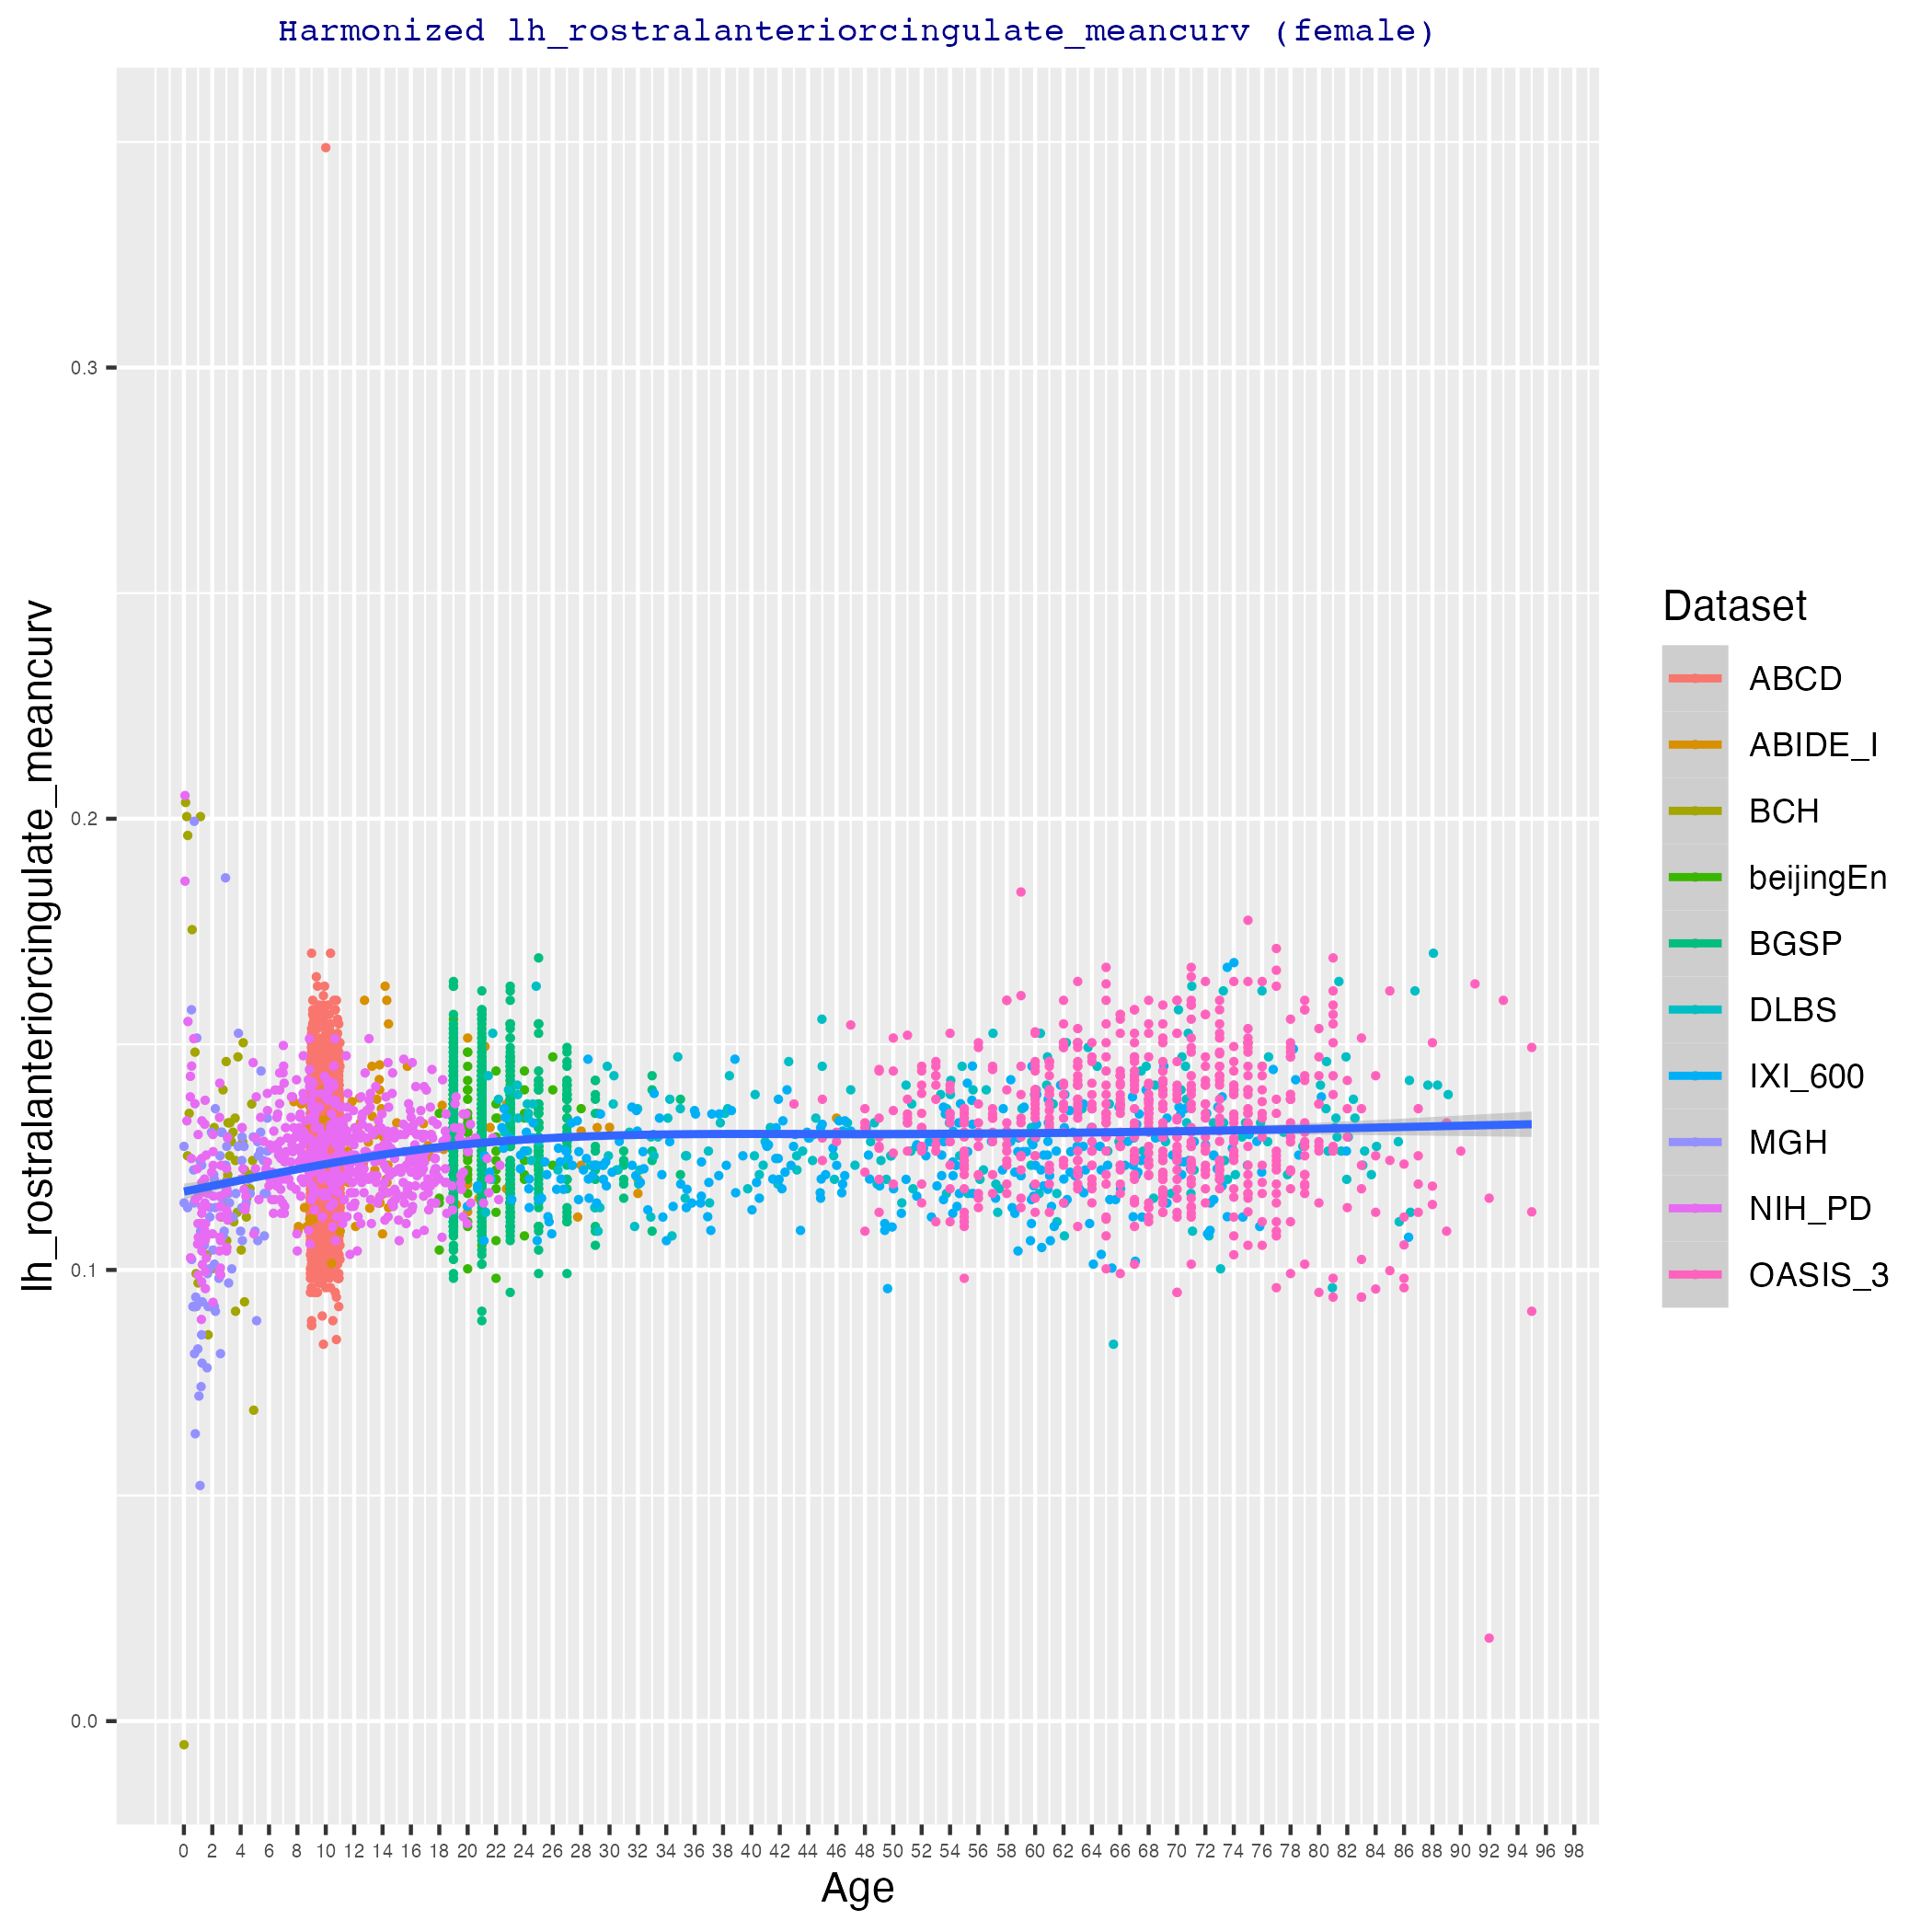 Harmonized lh_rostralanteriorcingulate_meancurv (female)
lh_rostralanteriorcingulate_meancurv
0.3
0.2
0.1
0.0
0 2 4 6 8 10 12 14 16 18 20 22 24 26 28 30 32 34 36 38 40 42 44 46 48 50 52 54 56 58 60 62 64 66 68 70 72 74 76 78 80 82 84 86 88 90 92 94 96 98
Age
Dataset
ABCD
ABIDE_I
BCH
beijingEn
BGSP
DLBS
IXI_600
MGH
NIH_PD
OASIS_3